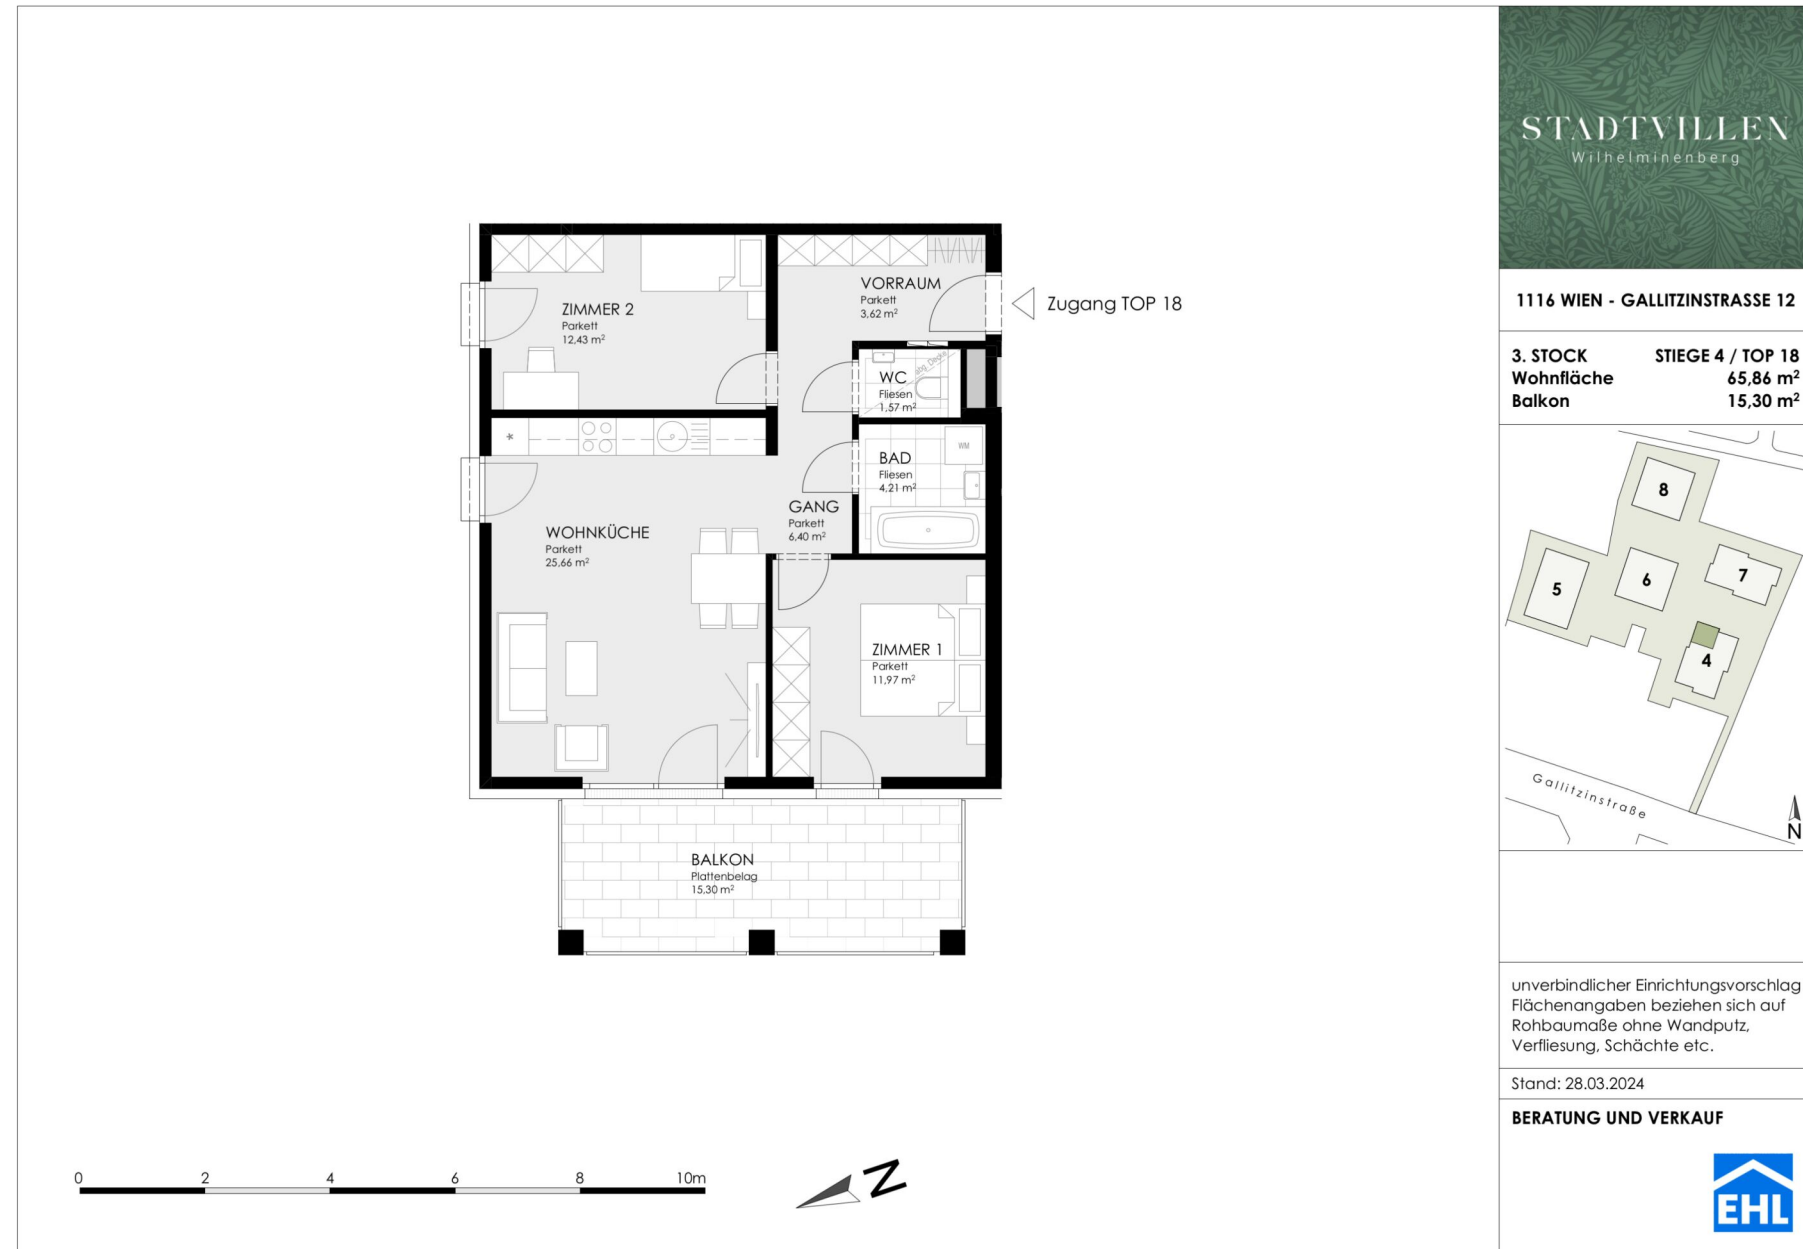 STADTVILLEN
Wilhelminenberg
1116 WIEN - GALLITZINSTRASSE 12
3. STOCK STIEGE 4 / TOP 18
Wohnfläche 65,86 m²
Balkon 15,30 m²
8
5
6
7
4
Gallitzinstraße
N
unverbindlicher Einrichtungsvorschlag
Flächenangaben beziehen sich auf
Rohbaumaße ohne Wandputz,
Verfliesung, Schächte etc.
Stand: 28.03.2024
BERATUNG UND VERKAUF
EHL
ZIMMER 2
Parkett
12,43 m²
VORRAUM
Parkett
3,62 m²
Zugang TOP 18
abg. Decke
WC
Fliesen
1,57 m²
*
BAD
Fliesen
4,21 m²
WM
GANG
Parkett
6,40 m²
WOHNKÜCHE
Parkett
25,66 m²
ZIMMER 1
Parkett
11,97 m²
BALKON
Plattenbelag
15,30 m²
0 2 4 6 8 10m
N